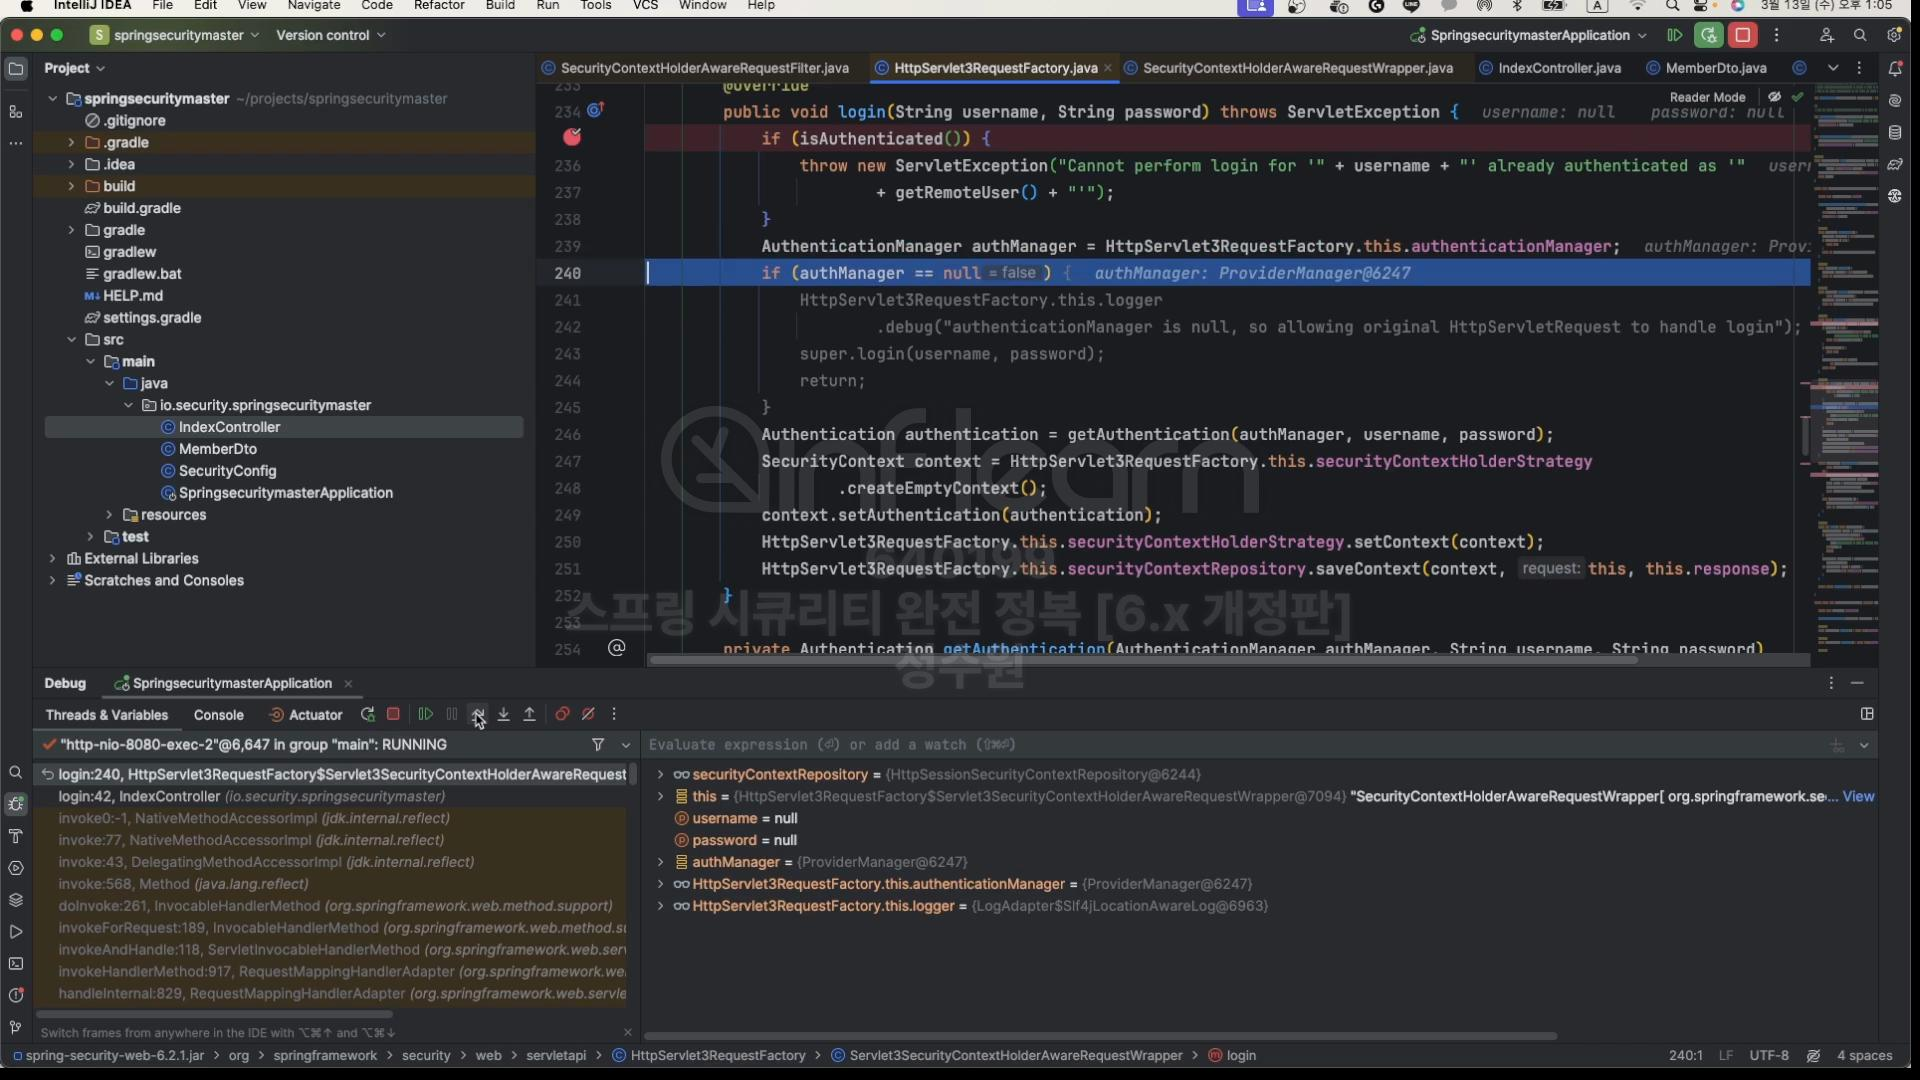 IntelliJ IDEA File Edit View Navigate Code Refactor Build Run Tools VCS Window Help A 3월 13일 (수) 오후 1:05
S springsecuritymaster Version control SpringsecuritymasterApplication
Project
SecurityContextHolderAwareRequestFilter.java HttpServlet3RequestFactory.java SecurityContextHolderAwareRequestWrapper.java IndexController.java MemberDto.java
Reader Mode
springsecuritymaster ~/projects/springsecuritymaster
.gitignore
.gradle
.idea
build
build.gradle
gradle
gradlew
gradlew.bat
HELP.md
settings.gradle
src
main
java
io.security.springsecuritymaster
IndexController
MemberDto
SecurityConfig
SpringsecuritymasterApplication
resources
test
External Libraries
Scratches and Consoles
233 @Override
234 public void login(String username, String password) throws ServletException { username: null password: null
if (isAuthenticated()) {
236 throw new ServletException("Cannot perform login for '" + username + "' already authenticated as '"
237 + getRemoteUser() + "'");
238 }
239 AuthenticationManager authManager = HttpServlet3RequestFactory.this.authenticationManager; authManager: Prov
240 if (authManager == null = false ) { authManager: ProviderManager@6247
241 HttpServlet3RequestFactory.this.logger
242 .debug("authenticationManager is null, so allowing original HttpServletRequest to handle login");
243 super.login(username, password);
244 return;
245 }
246 Authentication authentication = getAuthentication(authManager, username, password);
247 SecurityContext context = HttpServlet3RequestFactory.this.securityContextHolderStrategy
248 .createEmptyContext();
249 context.setAuthentication(authentication);
250 HttpServlet3RequestFactory.this.securityContextHolderStrategy.setContext(context);
251 HttpServlet3RequestFactory.this.securityContextRepository.saveContext(context, request: this, this.response);
252 }
253
254 @ private Authentication getAuthentication(AuthenticationManager authManager, String username, String password)
inflearn
640199
스프링 시큐리티 완전 정복 [6.x 개정판]
정수원
Debug SpringsecuritymasterApplication
Threads & Variables Console Actuator
"http-nio-8080-exec-2"@6,647 in group "main": RUNNING
login:240, HttpServlet3RequestFactory$Servlet3SecurityContextHolderAwareRequest
login:42, IndexController (io.security.springsecuritymaster)
invoke0:-1, NativeMethodAccessorImpl (jdk.internal.reflect)
invoke:77, NativeMethodAccessorImpl (jdk.internal.reflect)
invoke:43, DelegatingMethodAccessorImpl (jdk.internal.reflect)
invoke:568, Method (java.lang.reflect)
doInvoke:261, InvocableHandlerMethod (org.springframework.web.method.support)
invokeForRequest:189, InvocableHandlerMethod (org.springframework.web.method.su
invokeAndHandle:118, ServletInvocableHandlerMethod (org.springframework.web.serv
invokeHandlerMethod:917, RequestMappingHandlerAdapter (org.springframework.we
handleInternal:829, RequestMappingHandlerAdapter (org.springframework.web.servle
Switch frames from anywhere in the IDE with ⌥⌘↑ and ⌥⌘↓
Evaluate expression (⏎) or add a watch (⇧⌘⏎)
securityContextRepository = {HttpSessionSecurityContextRepository@6244}
this = {HttpServlet3RequestFactory$Servlet3SecurityContextHolderAwareRequestWrapper@7094} "SecurityContextHolderAwareRequestWrapper[ org.springframework.se... View
username = null
password = null
authManager = {ProviderManager@6247}
HttpServlet3RequestFactory.this.authenticationManager = {ProviderManager@6247}
HttpServlet3RequestFactory.this.logger = {LogAdapter$Slf4jLocationAwareLog@6963}
spring-security-web-6.2.1.jar org springframework security web servletapi HttpServlet3RequestFactory Servlet3SecurityContextHolderAwareRequestWrapper login 240:1 LF UTF-8 4 spaces